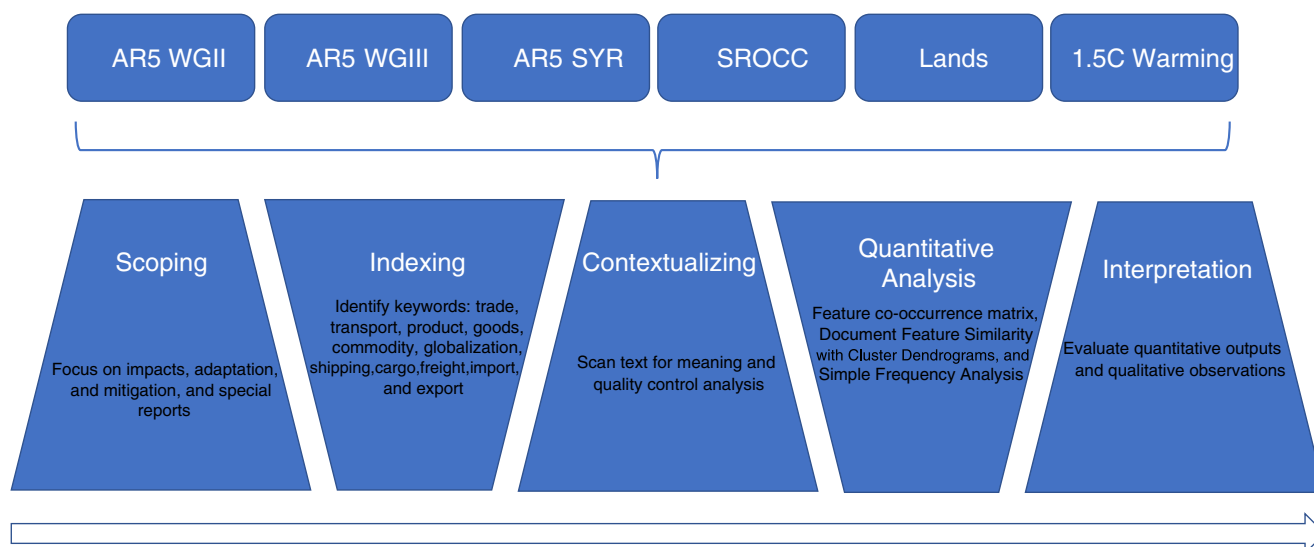 AR5 WGII
AR5 WGIII
AR5 SYR
SROCC
Lands
1.5C Warming
Scoping
Focus on impacts, adaptation,
and mitigation, and special
reports
Indexing
Identify keywords: trade,
transport, product, goods,
commodity, globalization,
shipping,cargo,freight,import,
and export
Contextualizing
Scan text for meaning and
quality control analysis
Quantitative
Analysis
Feature co-occurrence matrix,
Document Feature Similarity
with Cluster Dendrograms, and
Simple Frequency Analysis
Interpretation
Evaluate quantitative outputs
and qualitative observations